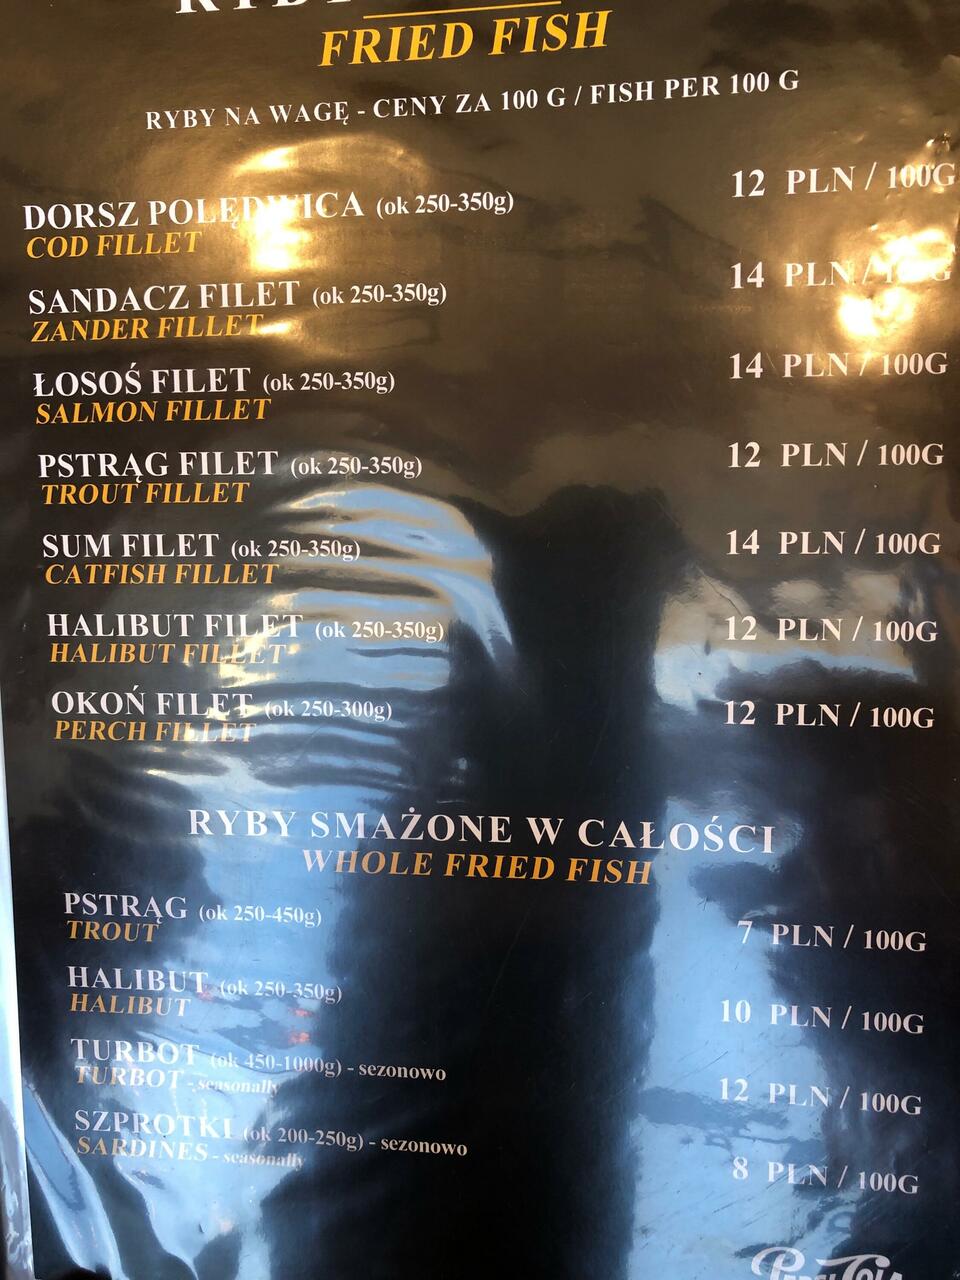 RYBY
FRIED FISH
RYBY NA WAGĘ - CENY ZA 100 G / FISH PER 100 G
DORSZ POLĘDWICA (ok 250-350g) 12 PLN / 100G
COD FILLET
SANDACZ FILET (ok 250-350g) 14 PLN / 100G
ZANDER FILLET
ŁOSOŚ FILET (ok 250-350g) 14 PLN / 100G
SALMON FILLET
PSTRĄG FILET (ok 250-350g) 12 PLN / 100G
TROUT FILLET
SUM FILET (ok 250-350g) 14 PLN / 100G
CATFISH FILLET
HALIBUT FILET (ok 250-350g) 12 PLN / 100G
HALIBUT FILLET
OKOŃ FILET (ok 250-300g) 12 PLN / 100G
PERCH FILLET
RYBY SMAŻONE W CAŁOŚCI
WHOLE FRIED FISH
PSTRĄG (ok 250-450g) 7 PLN / 100G
TROUT
HALIBUT (ok 250-350g) 10 PLN / 100G
HALIBUT
TURBOT (ok 450-1000g) - sezonowo 12 PLN / 100G
TURBOT - seasonally
SZPROTKI (ok 200-250g) - sezonowo 8 PLN / 100G
SARDINES - seasonally